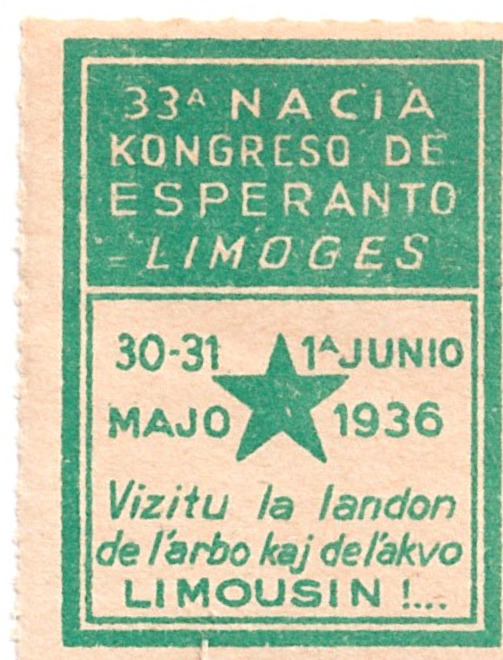 33A NACIA
KONGRESO DE
ESPERANTO
= LIMOGES =
30-31 1A JUNIO
MAJO 1936
Vizitu la landon
de l'arbo kaj de l'akvo
LIMOUSIN !...